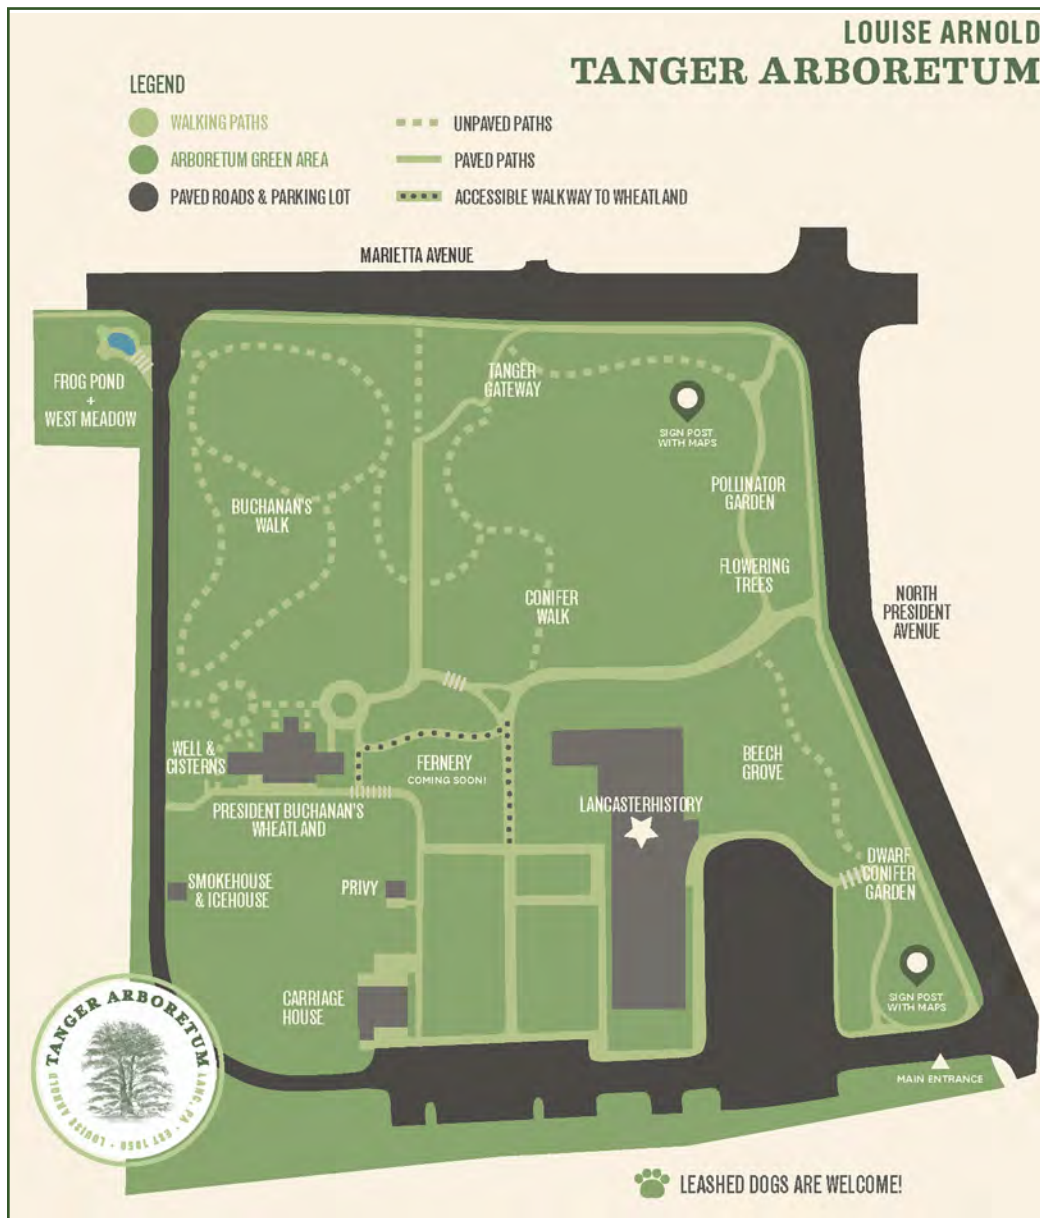 LOUISE ARNOLD
TANGER ARBORETUM
LEGEND
WALKING PATHS
ARBORETUM GREEN AREA
PAVED ROADS & PARKING LOT
UNPAVED PATHS
PAVED PATHS
ACCESSIBLE WALKWAY TO WHEATLAND
MARIETTA AVENUE
FROG POND
+
WEST MEADOW
TANGER
GATEWAY
SIGN POST
WITH MAPS
BUCHANAN'S
WALK
POLLINATOR
GARDEN
FLOWERING
TREES
CONIFER
WALK
NORTH
PRESIDENT
AVENUE
WELL &
CISTERNS
FERNERY
COMING SOON!
BEECH
GROVE
PRESIDENT BUCHANAN'S
WHEATLAND
LANCASTERHISTORY
SMOKEHOUSE
& ICEHOUSE
PRIVY
DWARF
CONIFER
GARDEN
CARRIAGE
HOUSE
SIGN POST
WITH MAPS
MAIN ENTRANCE
TANGER ARBORETUM
LOUISE ARNOLD · EST 1959 · LANC, PA
LEASHED DOGS ARE WELCOME!